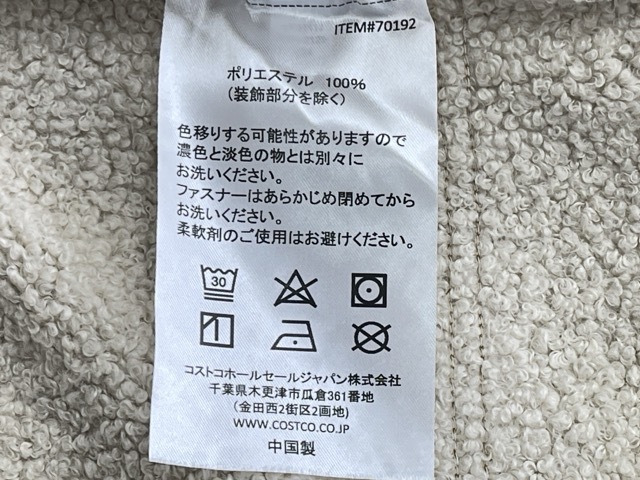 ITEM#70192
ポリエステル 100%
(装飾部分を除く)
色移りする可能性がありますので
濃色と淡色の物とは別々に
お洗いください。
ファスナーはあらかじめ閉めてから
お洗いください。
柔軟剤のご使用はお避けください。
30
コストコホールセールジャパン株式会社
千葉県木更津市瓜倉361番地
(金田西2街区2画地)
WWW.COSTCO.CO.JP
中国製